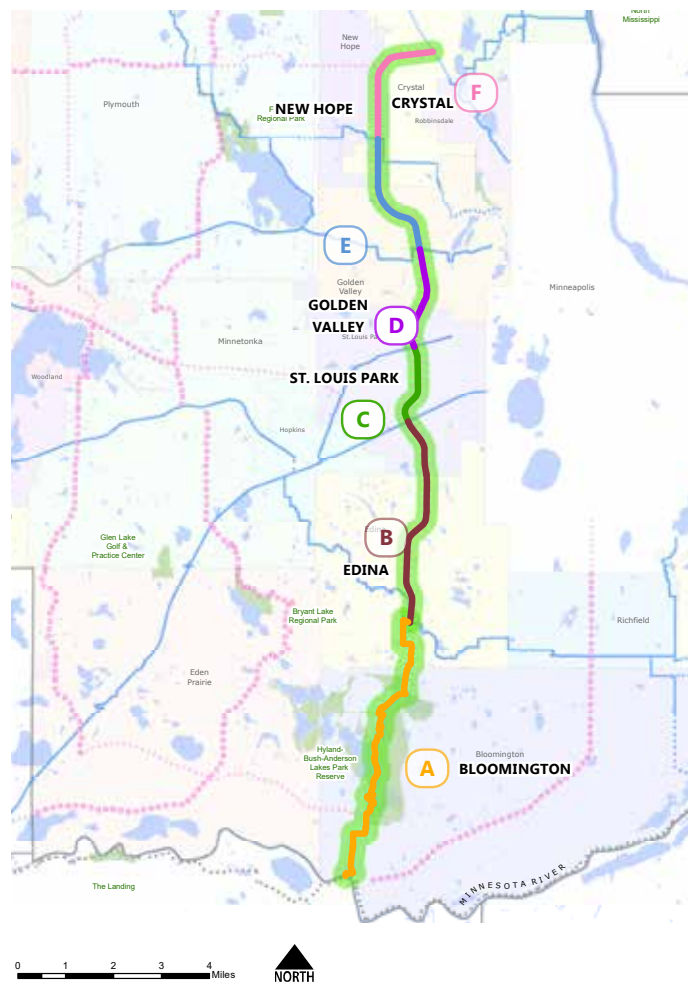 North
Mississippi
New
Hope
Plymouth
Crystal
F
NEW HOPE
CRYSTAL
Regional Park
Robbinsdale
E
Golden
Valley
Minneapolis
GOLDEN
VALLEY
D
St. Louis Pa
Minnetonka
Woodland
ST. LOUIS PARK
C
Hopkins
B
EDINA
Glen Lake
Golf &
Practice Center
Bryant Lake
Regional Park
Richfield
Eden
Prairie
Hyland-
Bush-Anderson
Lakes Park
Reserve
Bloomington
A
BLOOMINGTON
MINNESOTA RIVER
The Landing
0 1 2 3 4
Miles
NORTH